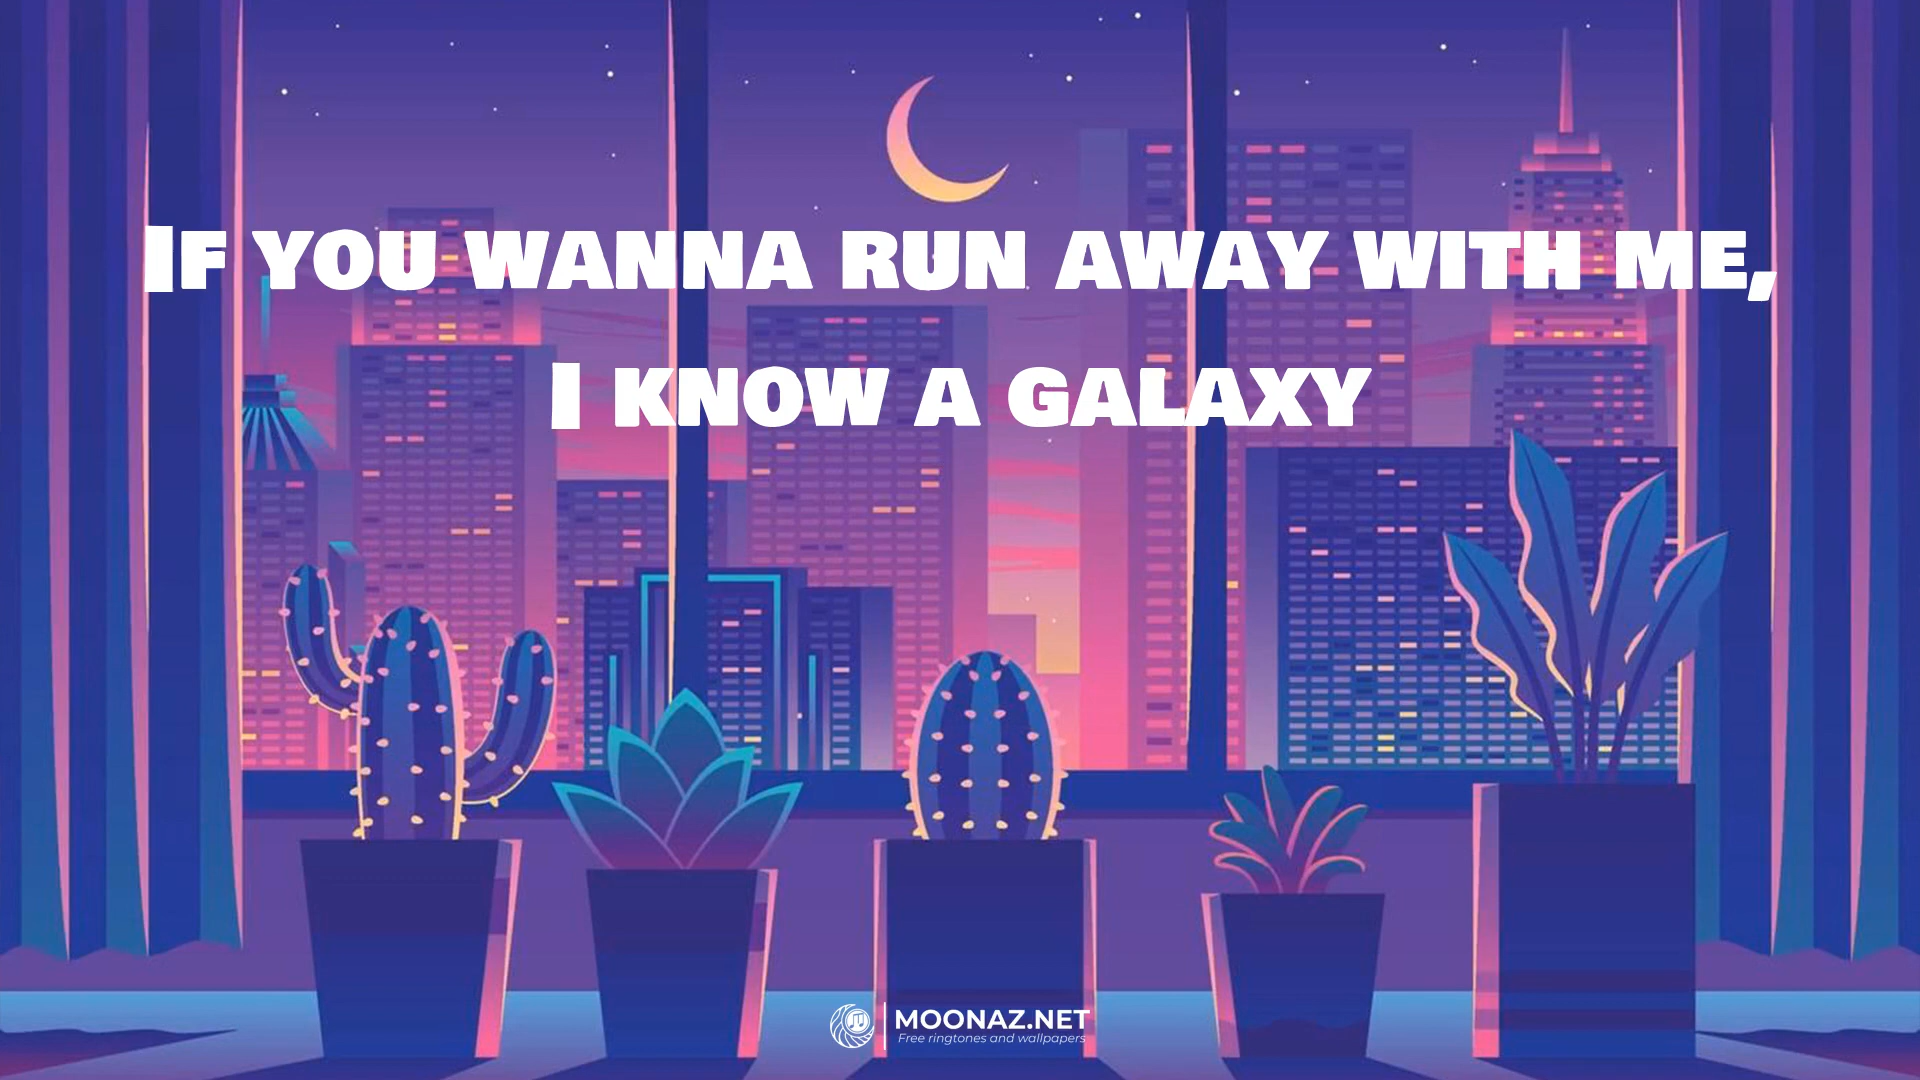 If you wanna run away with me,
I know a galaxy
MOONAZ.NET
Free ringtones and wallpapers